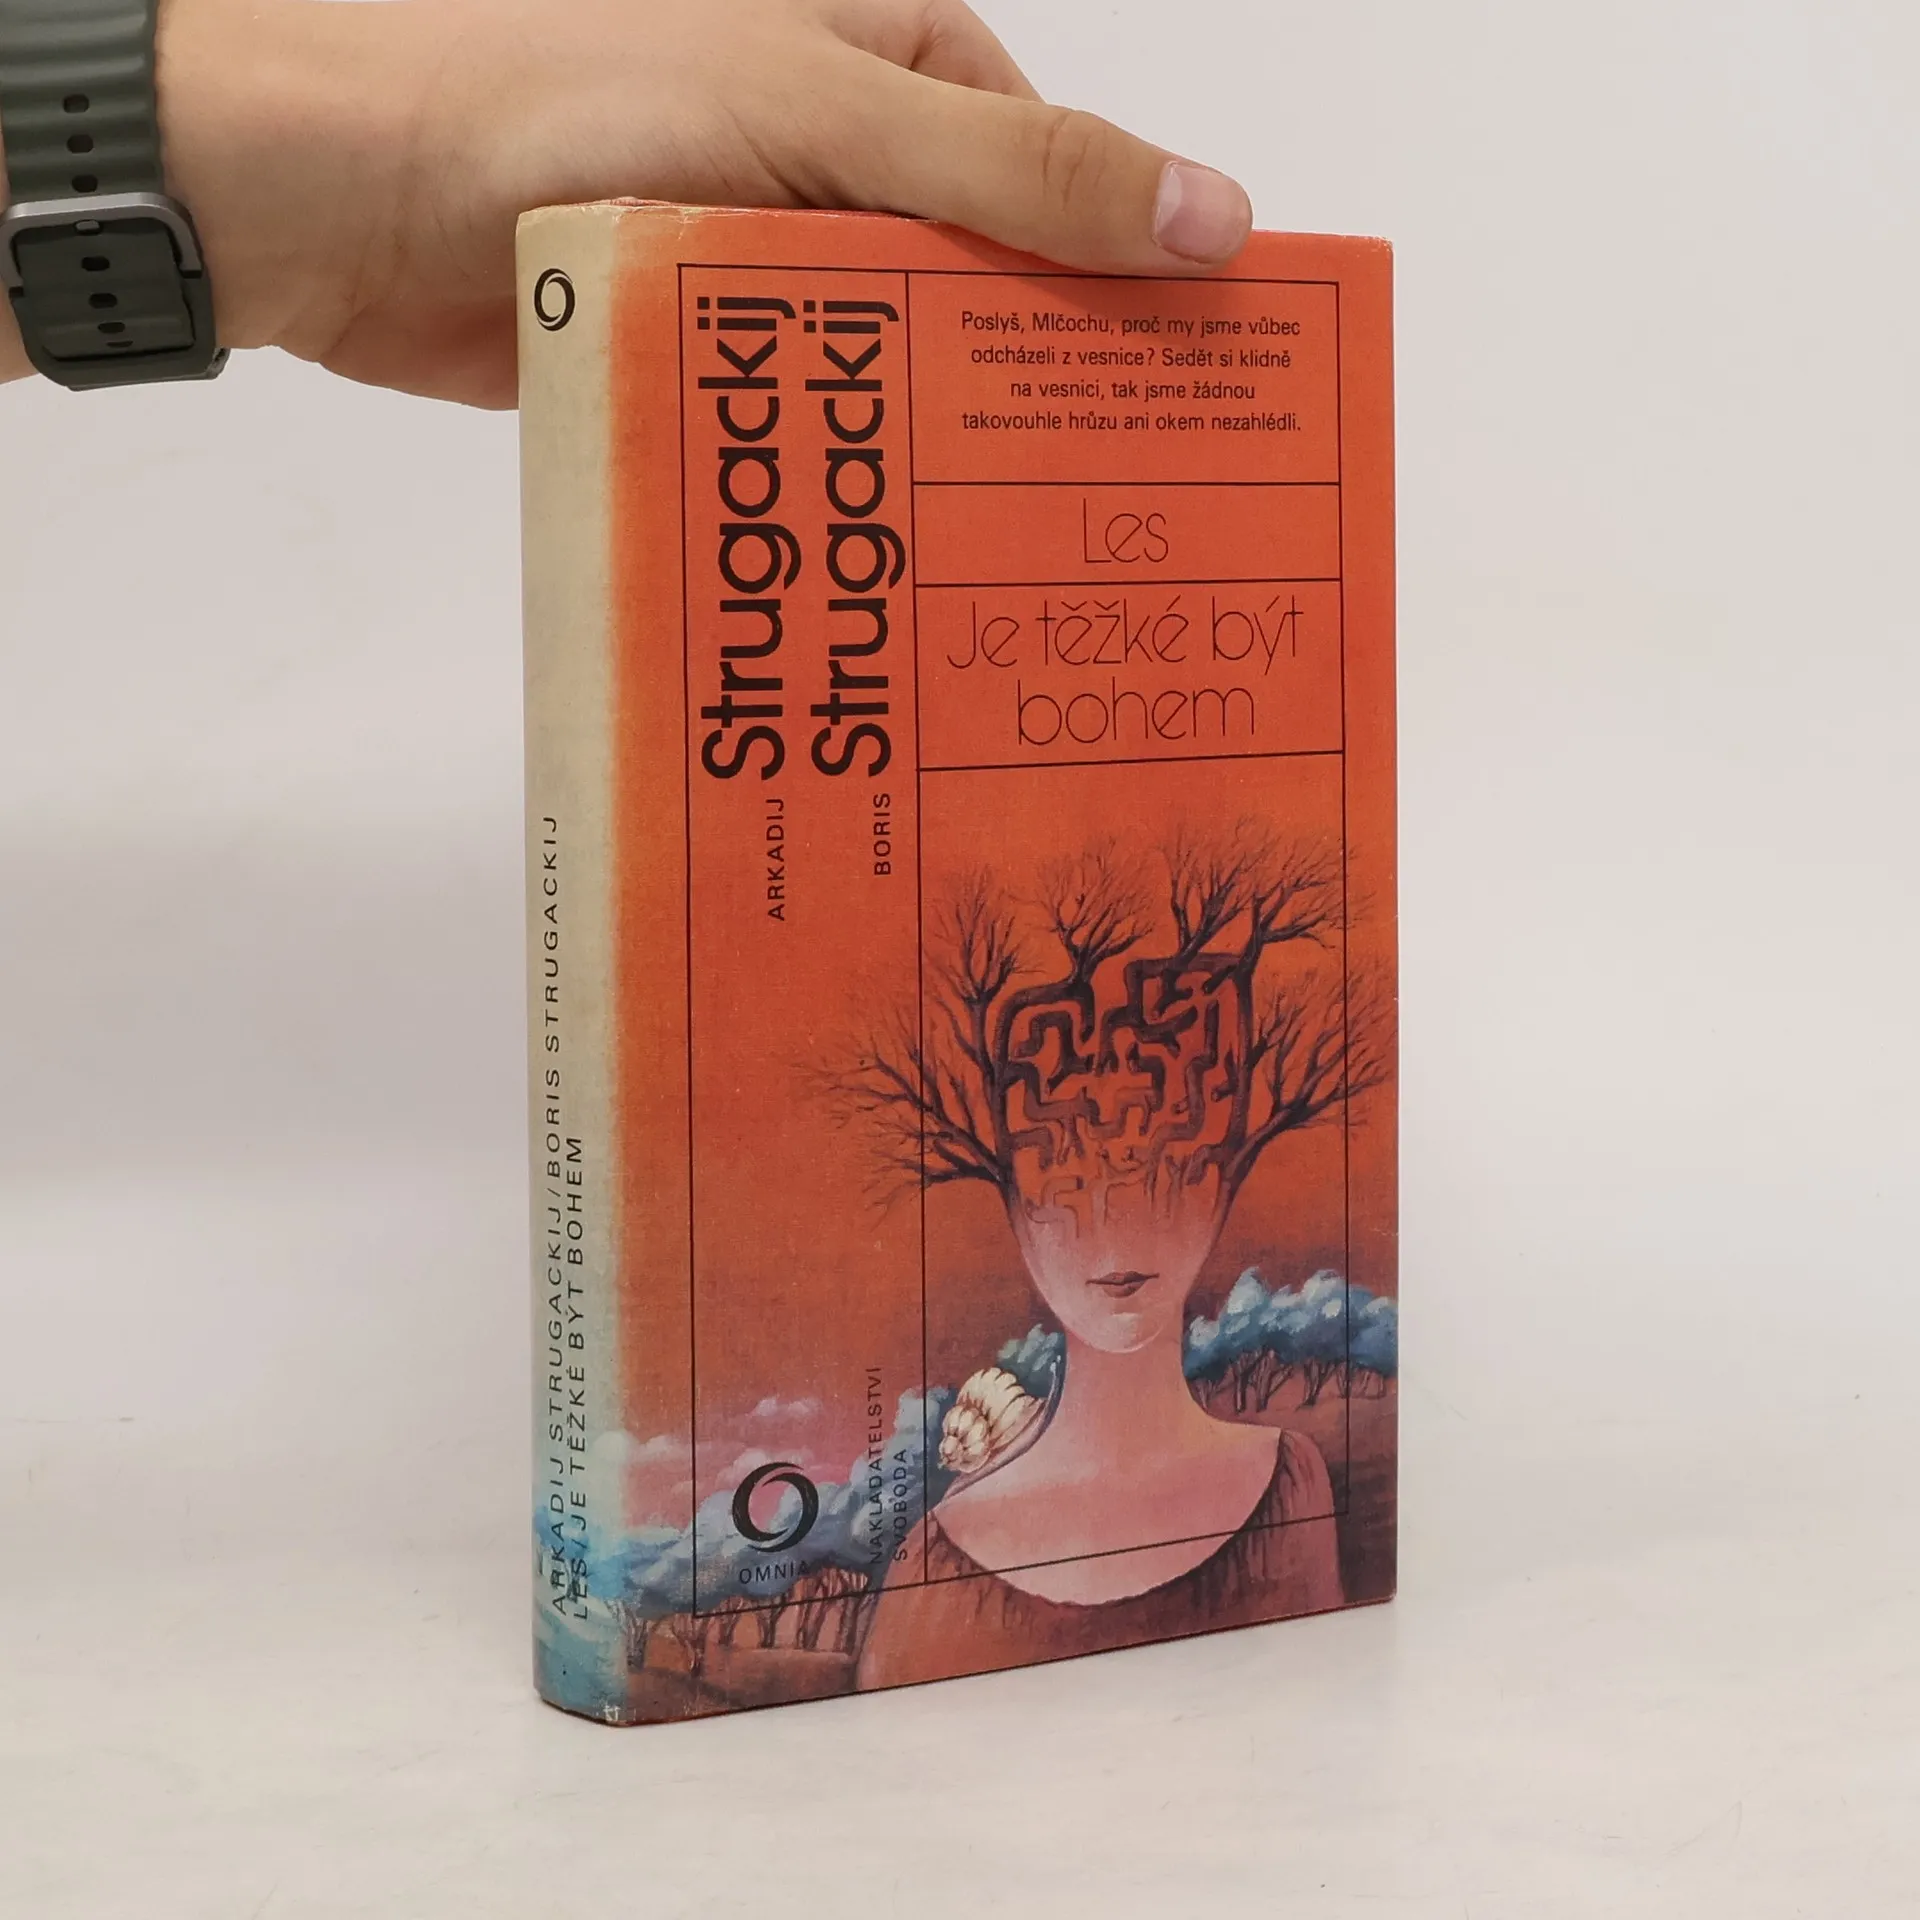 ARKADIJ STRUGACKIJ/BORIS STRUGACKIJ
LES/JE TĚŽKÉ BÝT BOHEM
ARKADIJ Strugackij
BORIS Strugackij
Poslyš, Mlčochu, proč my jsme vůbec
odcházeli z vesnice? Sedět si klidně
na vesnici, tak jsme žádnou
takovouhle hrůzu ani okem nezahlédli.
Les
Je těžké být
bohem
OMNIA
NAKLADATELSTVÍ
SVOBODA